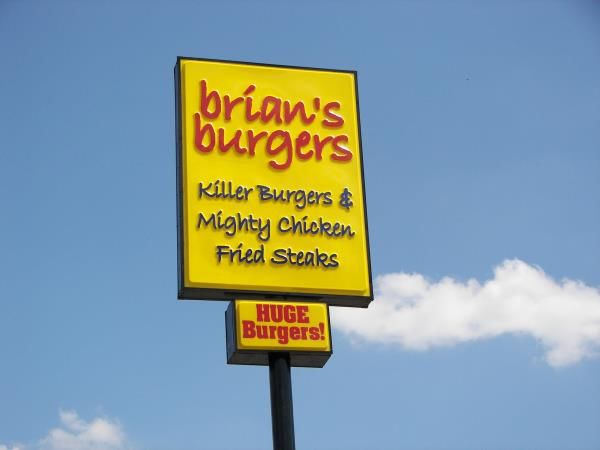 brian's
burgers
Killer Burgers &
Mighty Chicken
Fried Steaks
HUGE
Burgers!